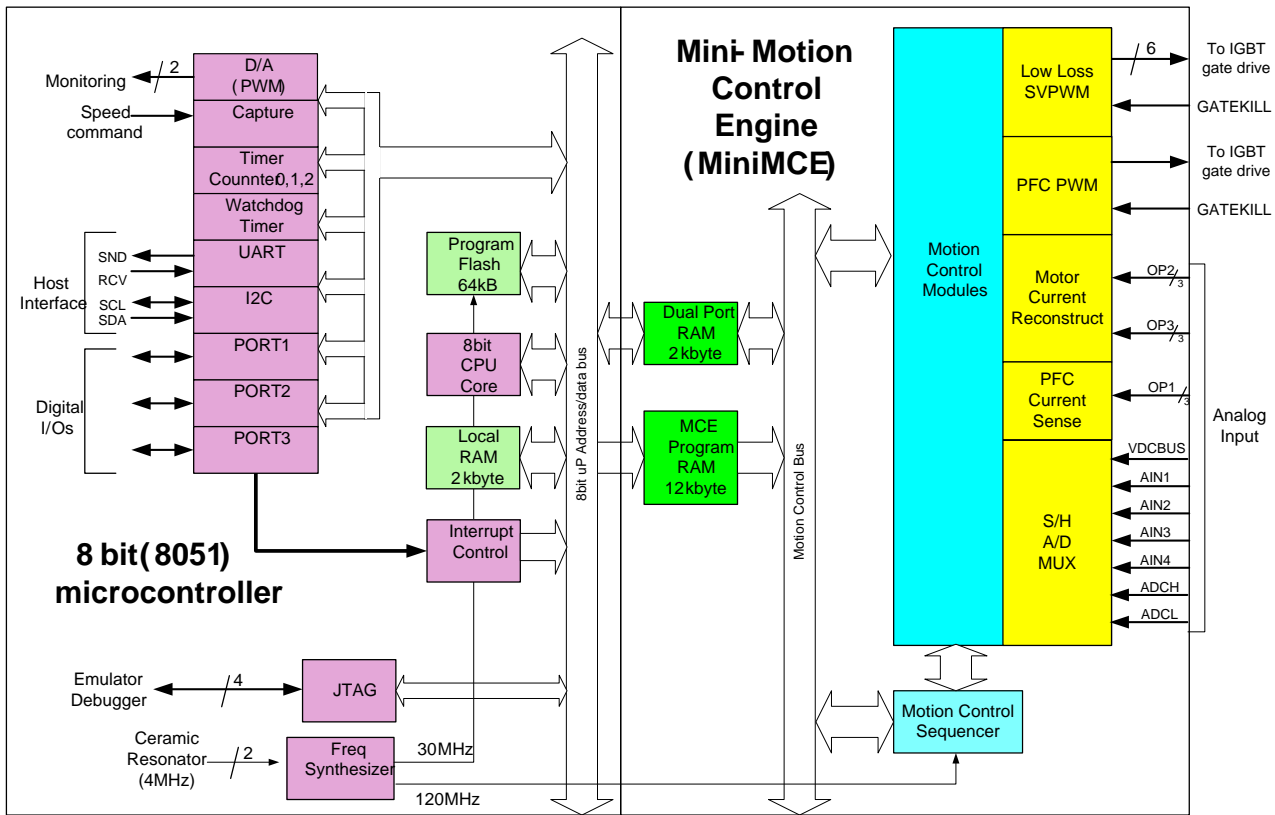 Monitoring
2
Speed
command
D/A
(PWM)
Capture
Timer
Counnter0,1,2
Watchdog
Timer
UART
I2C
PORT1
PORT2
PORT3
Host
Interface
SND
RCV
SCL
SDA
Digital
I/Os
8 bit(8051)
microcontroller
Program
Flash
64kB
8bit
CPU
Core
Local
RAM
2kbyte
Interrupt
Control
Emulator
Debugger
4
JTAG
Ceramic
Resonator
(4MHz)
2
Freq
Synthesizer
30MHz
120MHz
8bit uP Address/data bus
Mini-Motion
Control
Engine
(MiniMCE)
Dual Port
RAM
2kbyte
MCE
Program
RAM
12kbyte
Motion Control Bus
Motion
Control
Modules
Low Loss
SVPWM
PFC PWM
Motor
Current
Reconstruct
PFC
Current
Sense
S/H
A/D
MUX
Motion Control
Sequencer
6
To IGBT
gate drive
GATEKILL
To IGBT
gate drive
GATEKILL
OP2
3
OP3
3
OP1
3
VDCBUS
AIN1
AIN2
AIN3
AIN4
ADCH
ADCL
Analog
Input